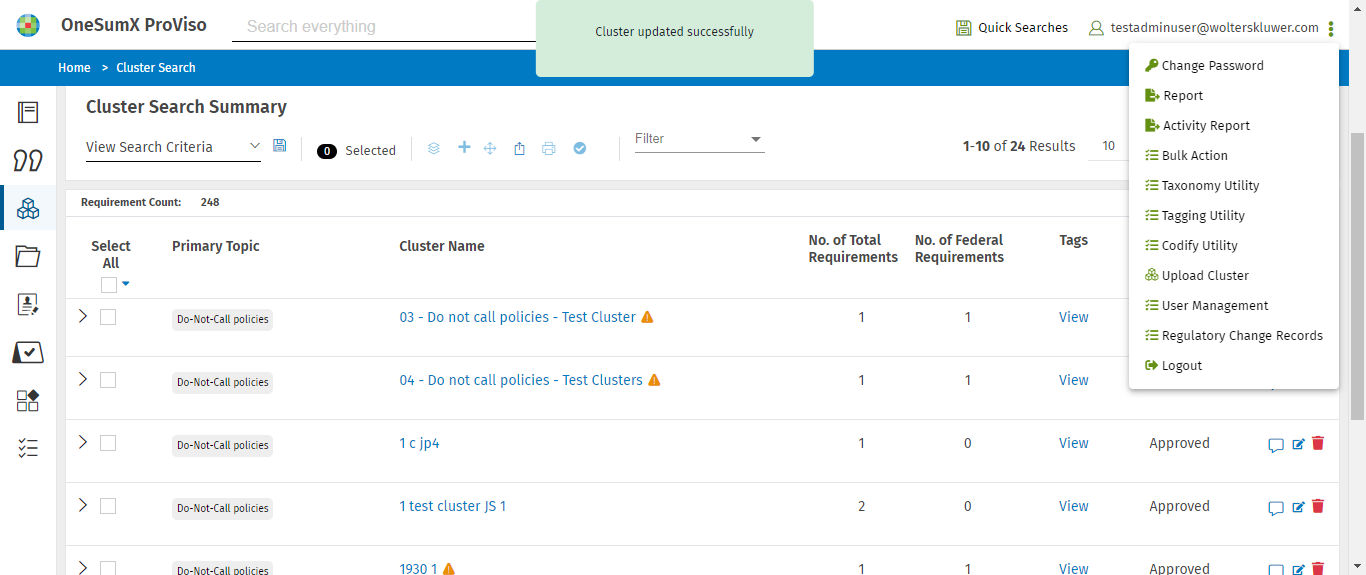 OneSumX ProViso
Search everything
Cluster updated successfully
Quick Searches
testadminuser@wolterskluwer.com
Home > Cluster Search
Change Password
Report
Activity Report
Bulk Action
Taxonomy Utility
Tagging Utility
Codify Utility
Upload Cluster
User Management
Regulatory Change Records
Logout
Cluster Search Summary
View Search Criteria
0 Selected
Filter
1-10 of 24 Results
10
Requirement Count: 248
Select All
Primary Topic
Cluster Name
No. of Total Requirements
No. of Federal Requirements
Tags
Do-Not-Call policies
03 - Do not call policies - Test Cluster
1
1
View
Do-Not-Call policies
04 - Do not call policies - Test Clusters
1
1
View
Do-Not-Call policies
1 c jp4
1
0
View
Approved
Do-Not-Call policies
1 test cluster JS 1
2
0
View
Approved
Do-Not-Call policies
1930 1
1
1
View
Approved